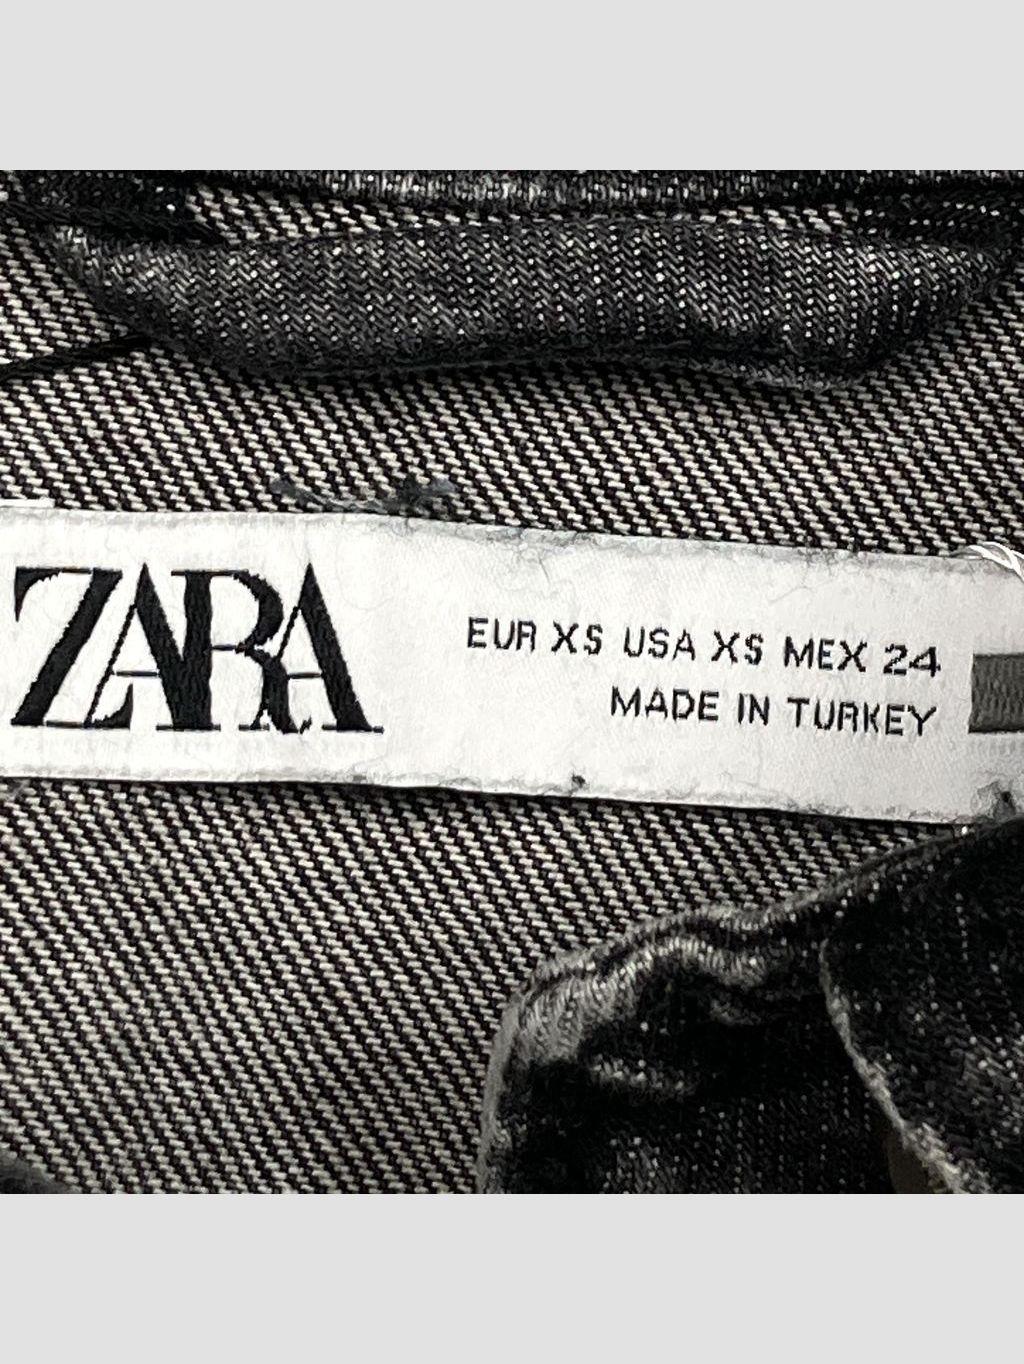 ZARA
EUR XS USA XS MEX 24
MADE IN TURKEY